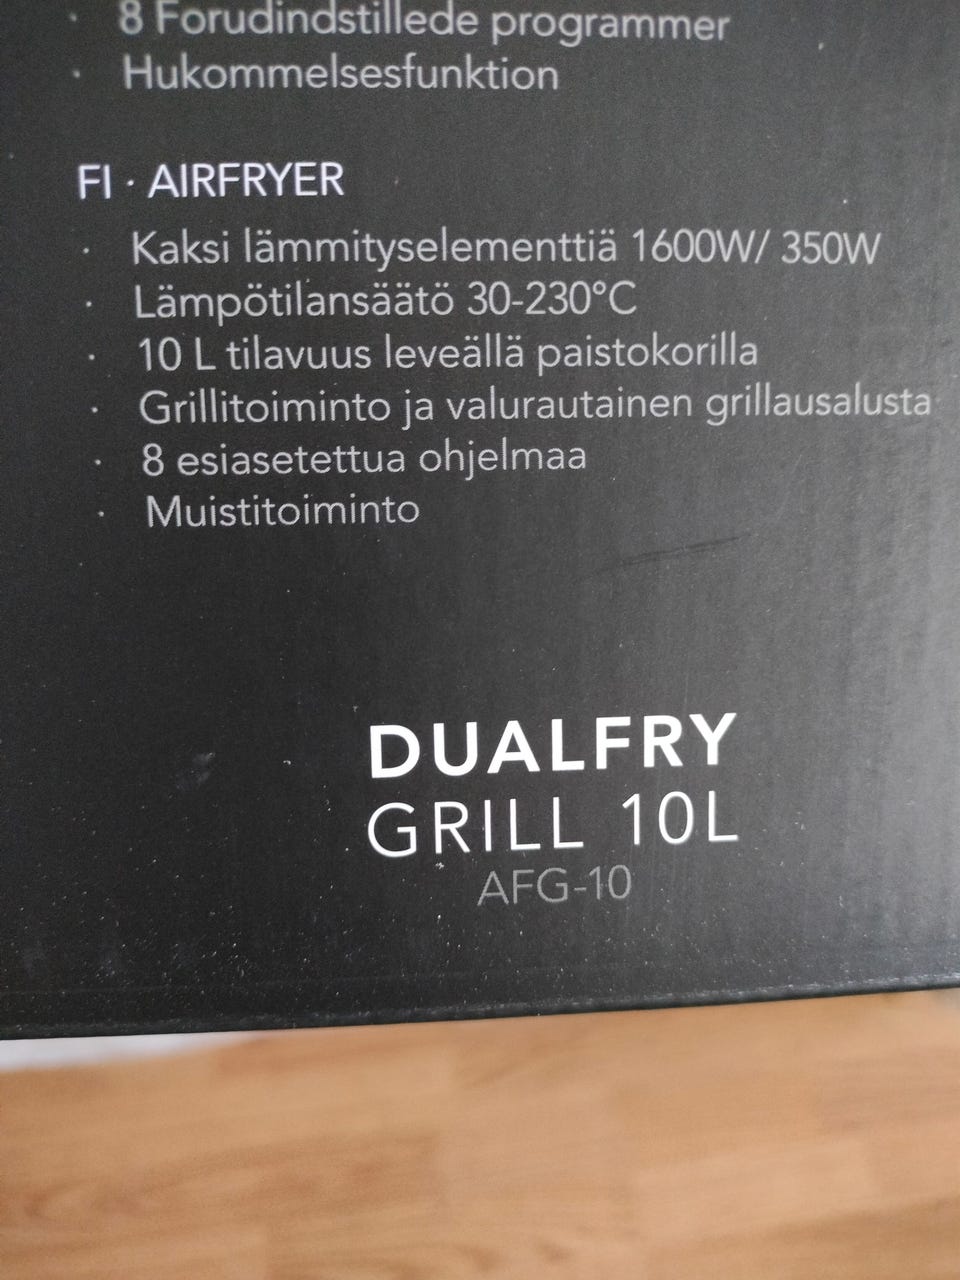 · 8 Forudindstillede programmer
· Hukommelsesfunktion
FI · AIRFRYER
· Kaksi lämmityselementtiä 1600W/ 350W
· Lämpötilansäätö 30-230°C
· 10 L tilavuus leveällä paistokorilla
· Grillitoiminto ja valurautainen grillausalusta
· 8 esiasetettua ohjelmaa
· Muistitoiminto
DUALFRY
GRILL 10L
AFG-10